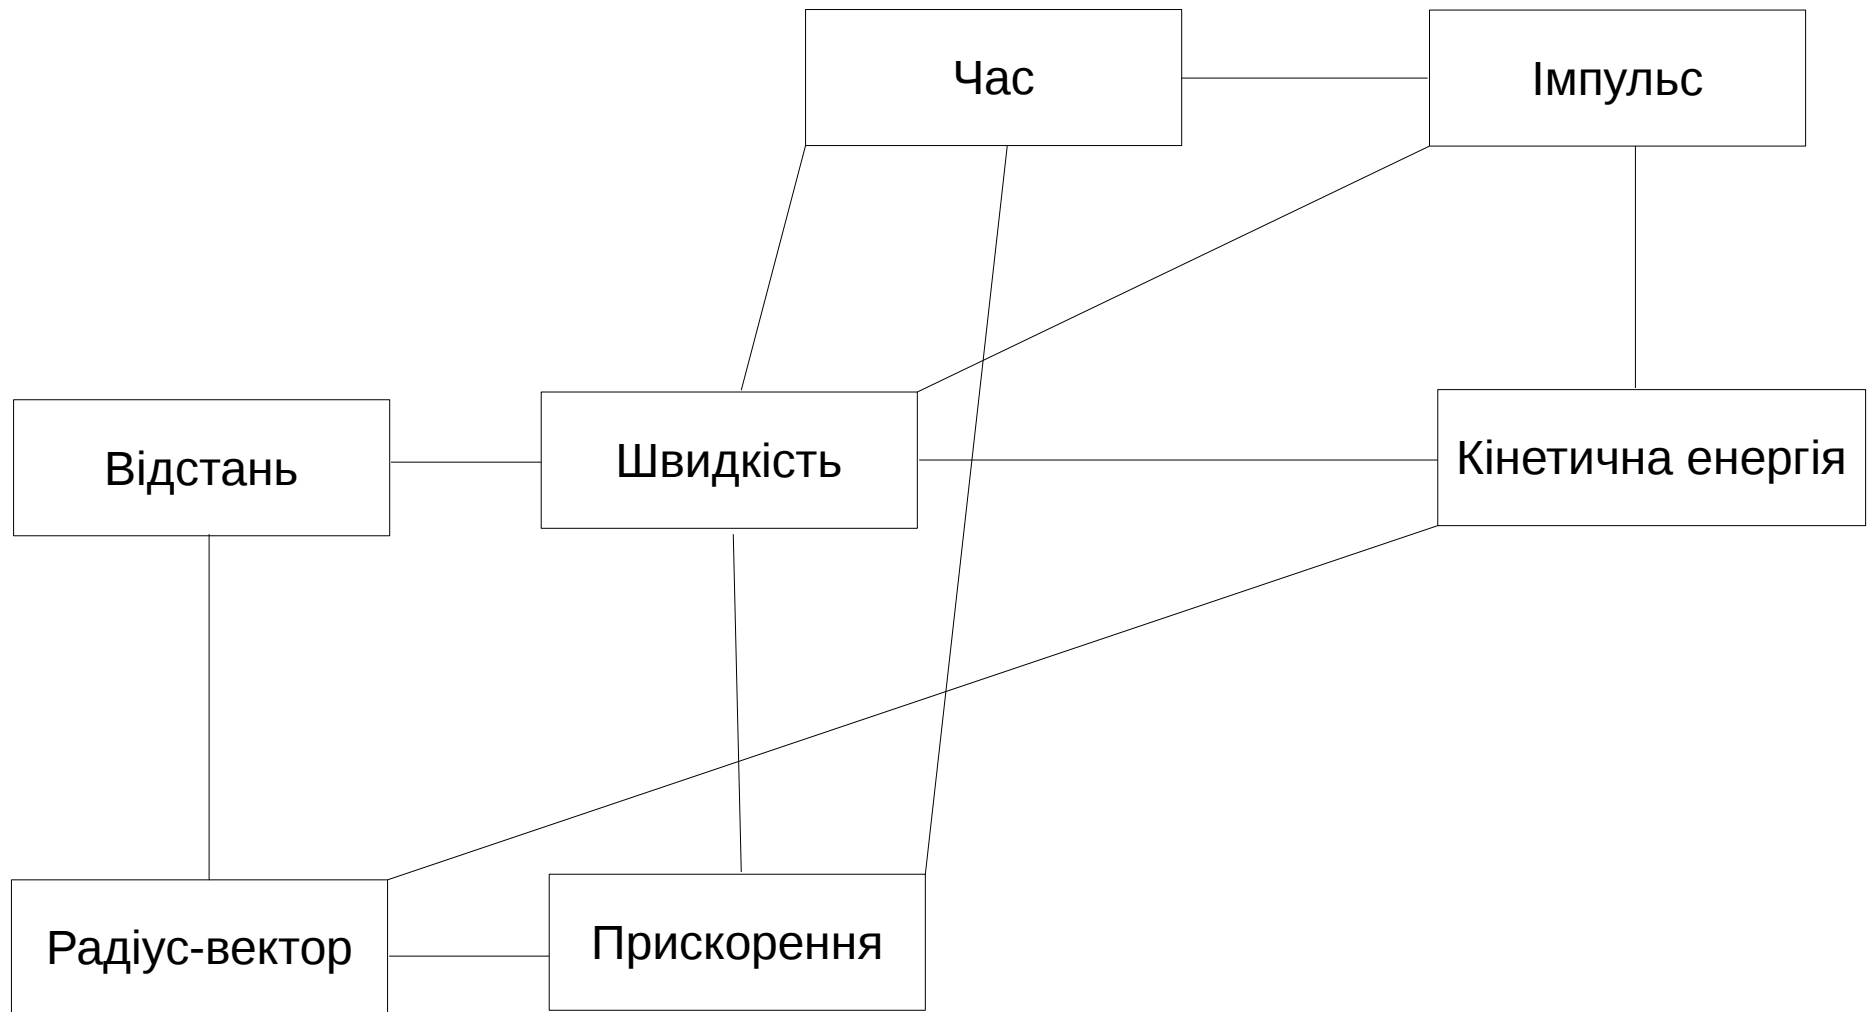 Час
Імпульс
Відстань
Швидкість
Кінетична енергія
Радіус-вектор
Прискорення